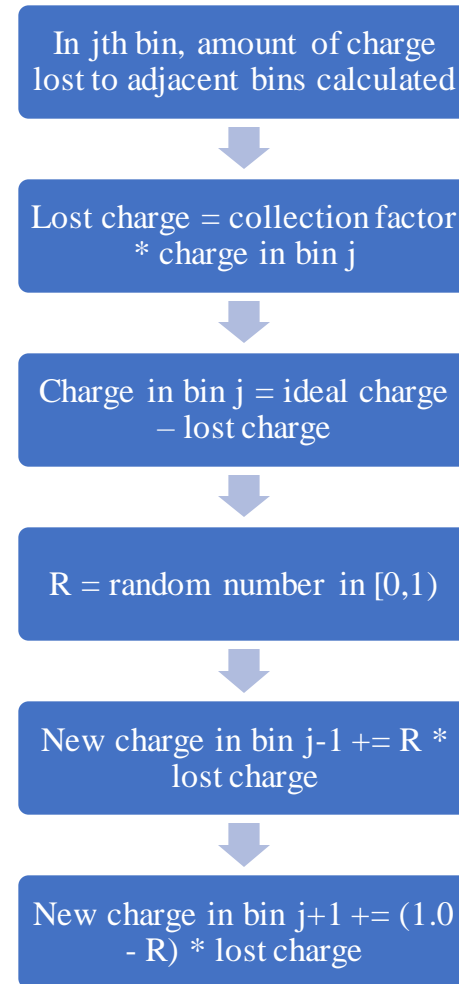 In jth bin, amount of charge
lost to adjacent bins calculated
Lost charge = collection factor
* charge in bin j
Charge in bin j = ideal charge
– lost charge
R = random number in [0,1)
New charge in bin j-1 += R *
lost charge
New charge in bin j+1 += (1.0
- R) * lost charge